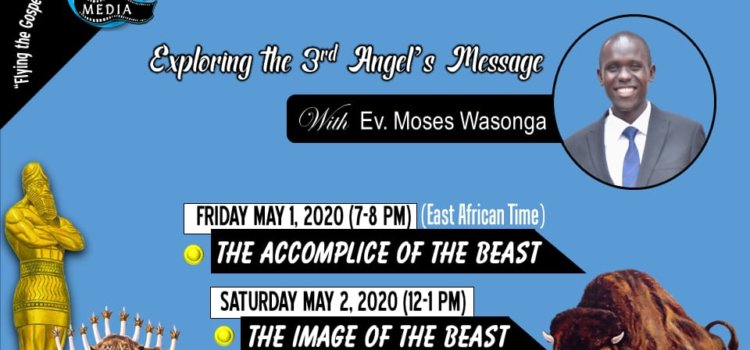 MEDIA
"Flying the Gospel
Exploring the 3rd Angel's Message
With Ev. Moses Wasonga
FRIDAY MAY 1, 2020 (7-8 PM) (East African Time)
THE ACCOMPLICE OF THE BEAST
SATURDAY MAY 2, 2020 (12-1 PM)
THE IMAGE OF THE BEAST